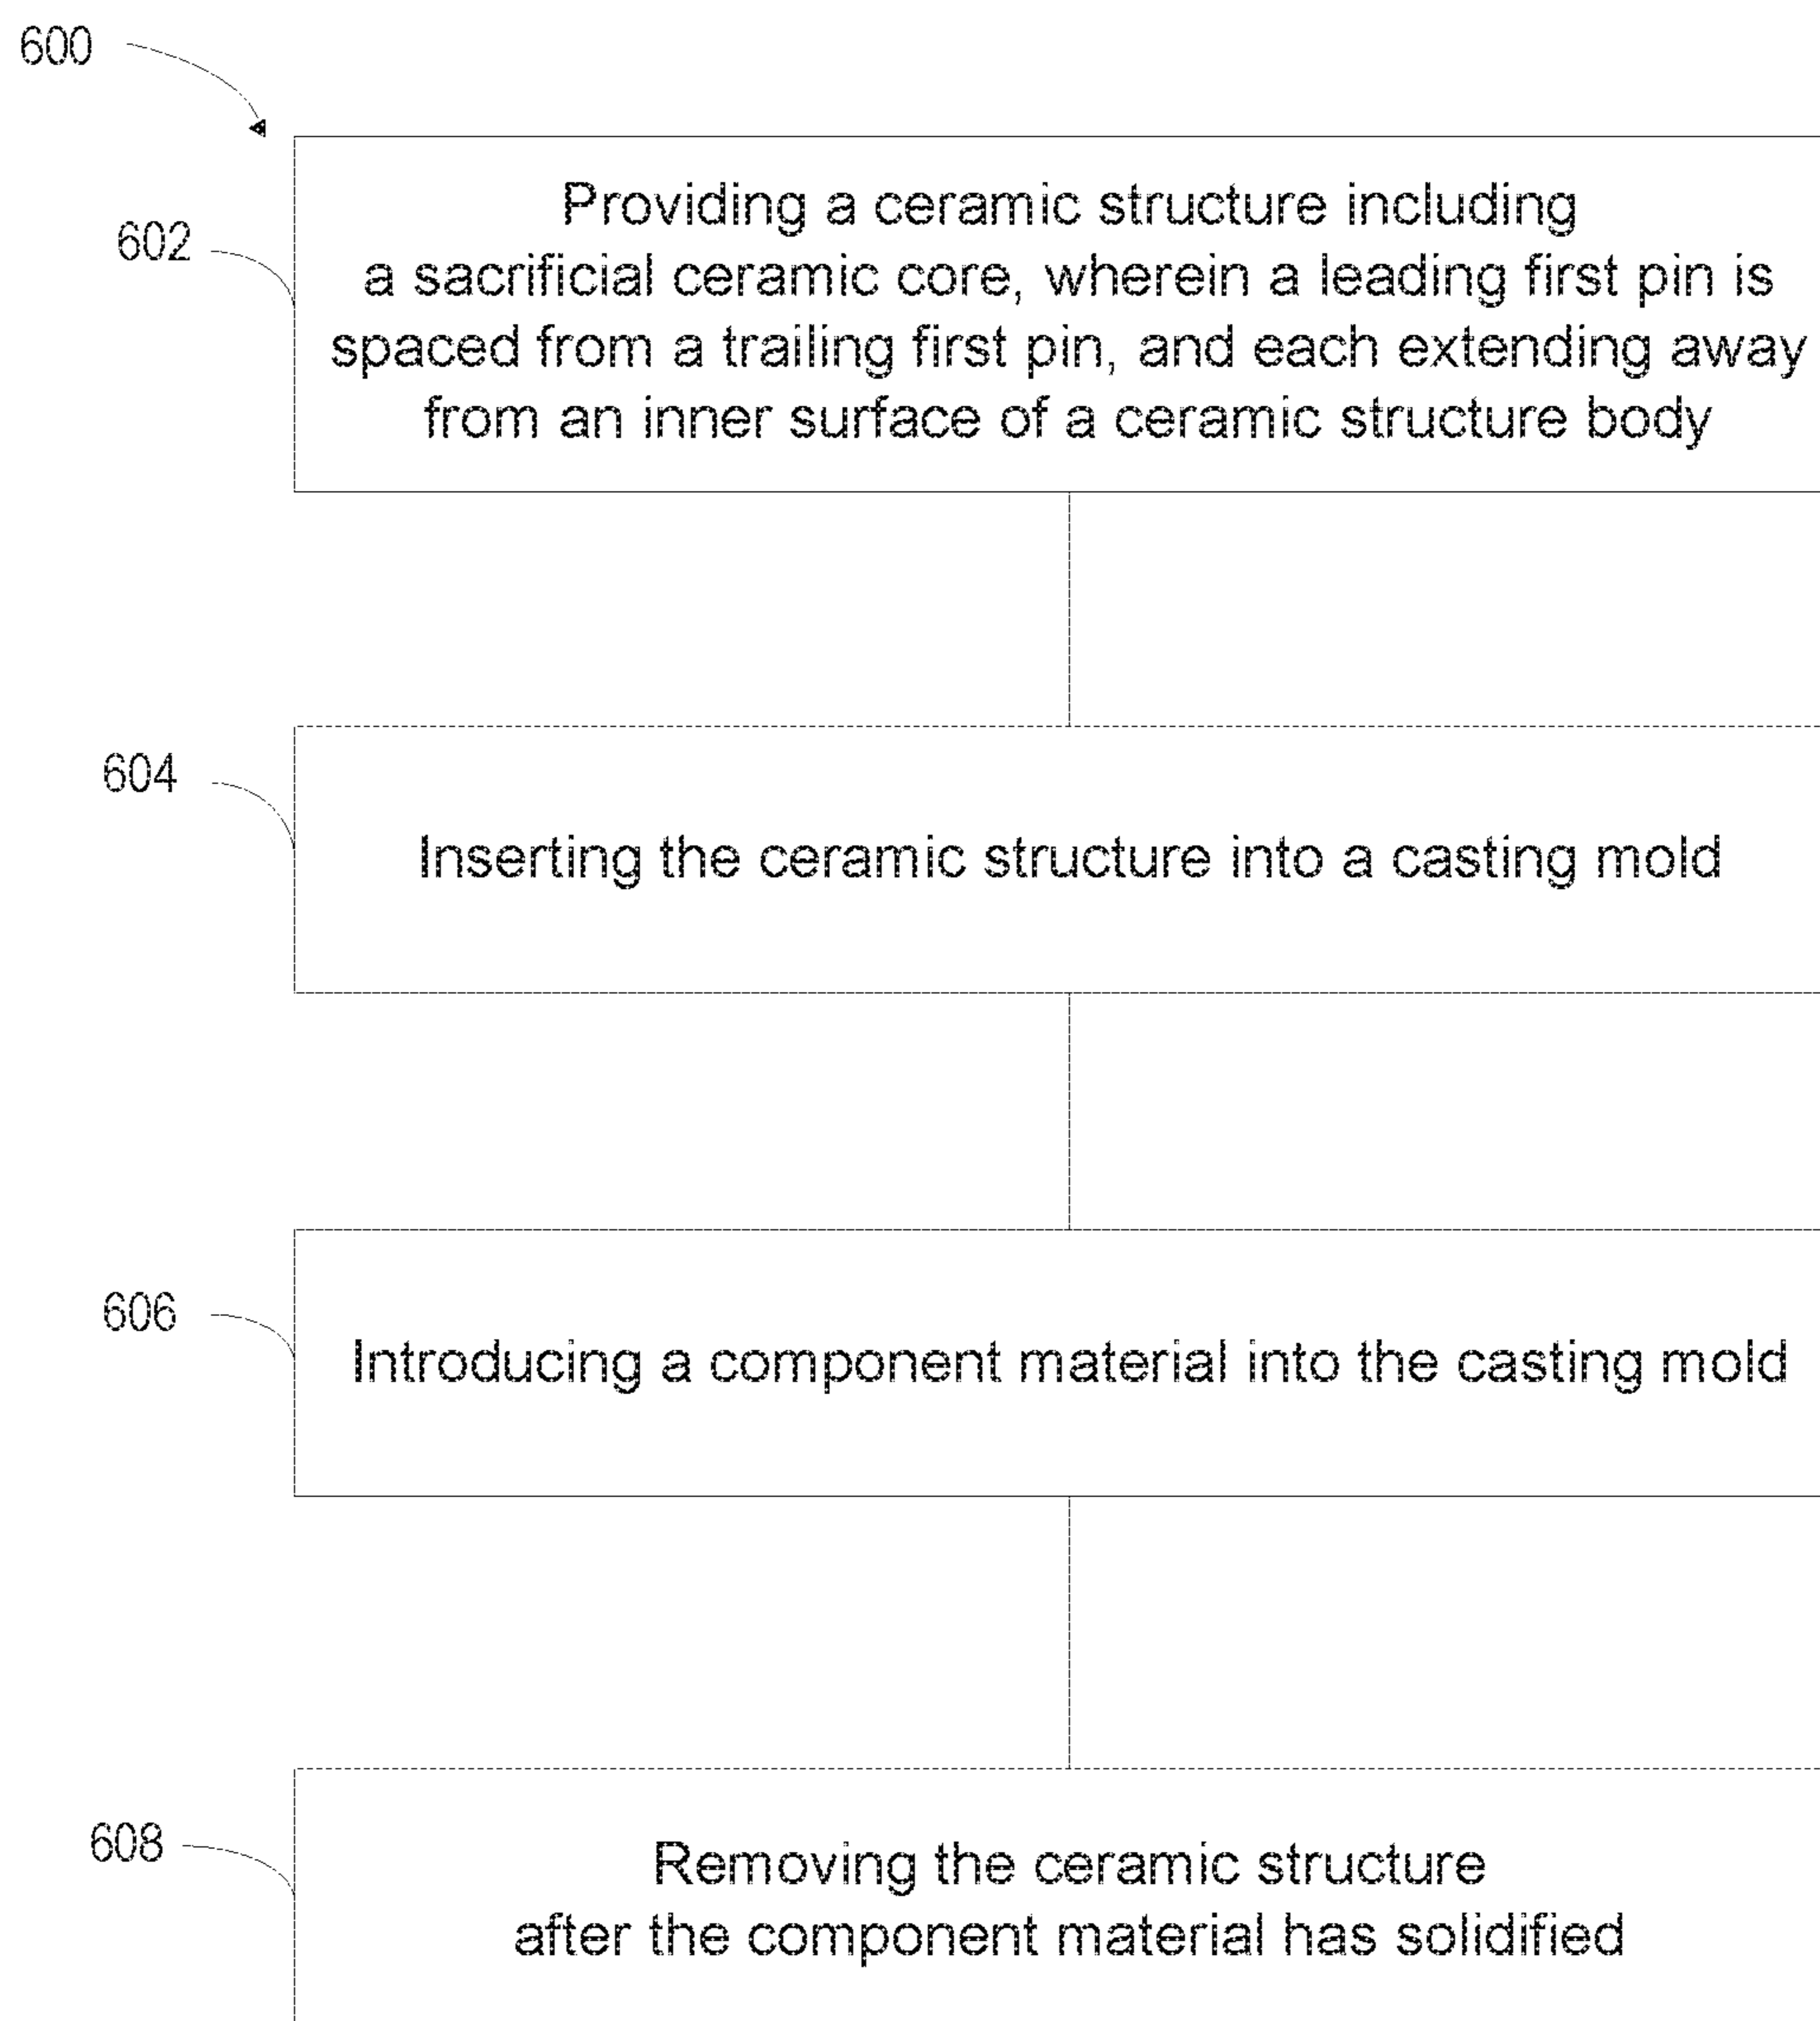 600
602
Providing a ceramic structure including
a sacrificial ceramic core, wherein a leading first pin is
spaced from a trailing first pin, and each extending away
from an inner surface of a ceramic structure body
604
Inserting the ceramic structure into a casting mold
606
Introducing a component material into the casting mold
608
Removing the ceramic structure
after the component material has solidified